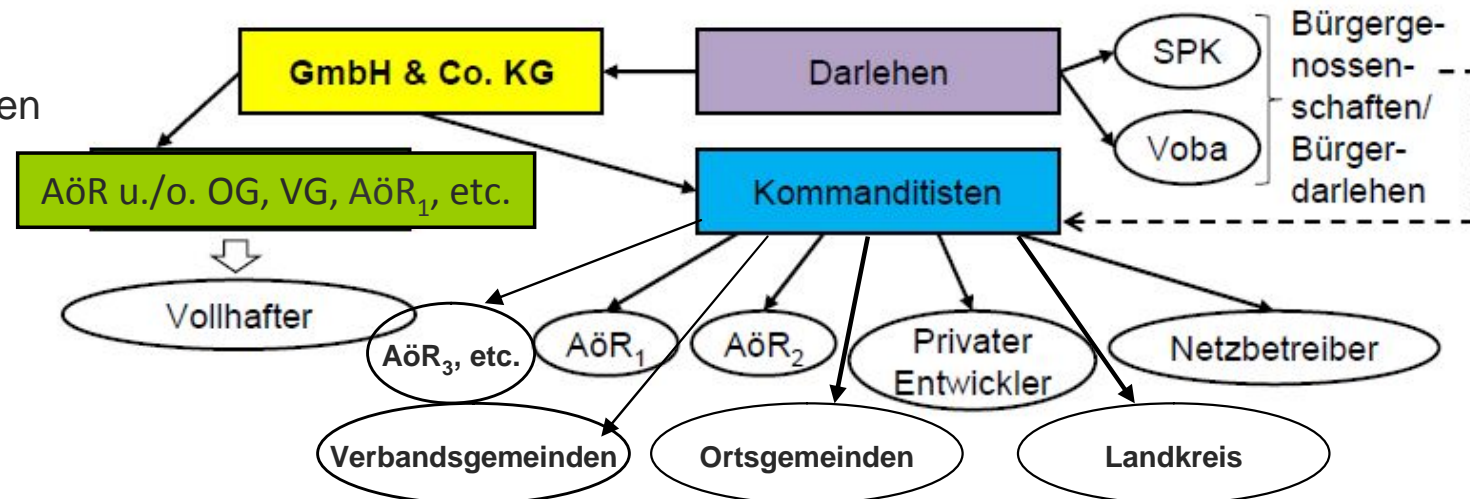 GmbH & Co. KG
Darlehen
SPK
Voba
Bürgerge-
nossen-
schaften/
Bürger-
darlehen
en
AöR u./o. OG, VG, AöR₁, etc.
Kommanditisten
Vollhafter
AöR₃, etc.
AöR₁
AöR₂
Privater
Entwickler
Netzbetreiber
Verbandsgemeinden
Ortsgemeinden
Landkreis